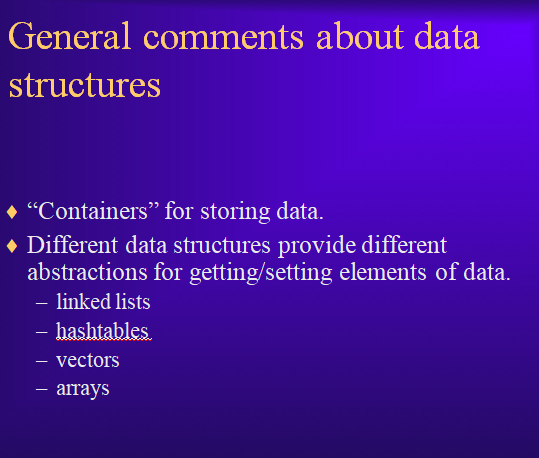 General comments about data
structures
♦ “Containers” for storing data.
♦ Different data structures provide different
abstractions for getting/setting elements of data.
– linked lists
– hashtables
– vectors
– arrays